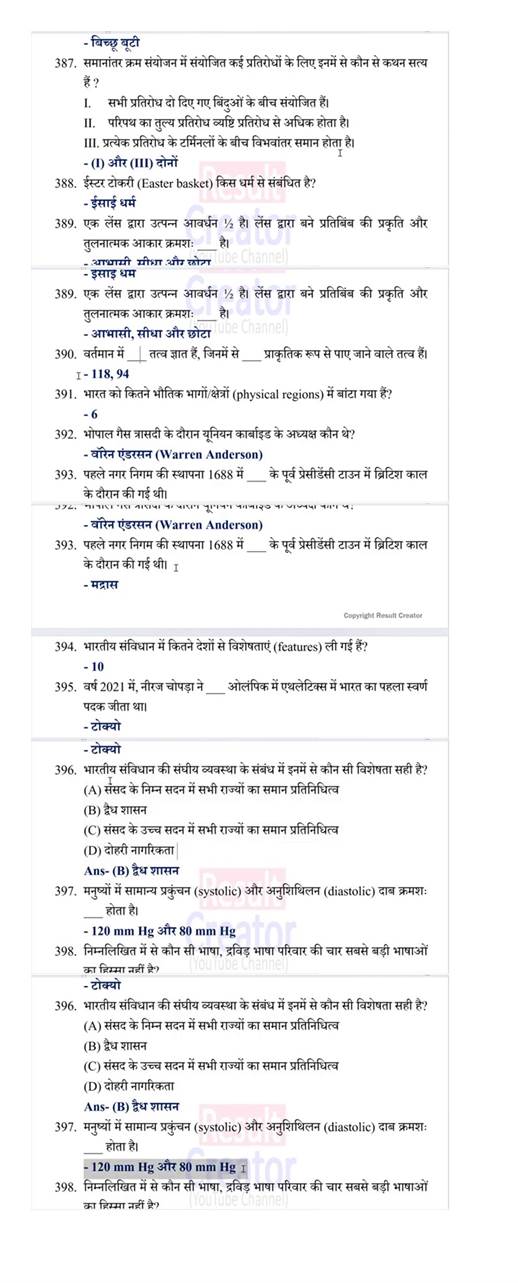 - बिच्छू बूटी
387. समानांतर क्रम संयोजन में संयोजित कई प्रतिरोधों के लिए इनमें से कौन से कथन सत्य
हैं ?
I. सभी प्रतिरोध दो दिए गए बिंदुओं के बीच संयोजित हैं।
II. परिपथ का तुल्य प्रतिरोध व्यष्टि प्रतिरोध से अधिक होता है।
III. प्रत्येक प्रतिरोध के टर्मिनलों के बीच विभवांतर समान होता है।
- (I) और (III) दोनों
388. ईस्टर टोकरी (Easter basket) किस धर्म से संबंधित है?
- ईसाई धर्म
389. एक लेंस द्वारा उत्पन्न आवर्धन ½ है। लेंस द्वारा बने प्रतिबिंब की प्रकृति और
तुलनात्मक आकार क्रमशः ___ है।
- आभासी, सीधा और छोटा
- ईसाई धर्म
389. एक लेंस द्वारा उत्पन्न आवर्धन ½ है। लेंस द्वारा बने प्रतिबिंब की प्रकृति और
तुलनात्मक आकार क्रमशः ___ है।
- आभासी, सीधा और छोटा
390. वर्तमान में ___ तत्व ज्ञात हैं, जिनमें से ___ प्राकृतिक रूप से पाए जाने वाले तत्व हैं।
- 118, 94
391. भारत को कितने भौतिक भागों/क्षेत्रों (physical regions) में बांटा गया हैं?
- 6
392. भोपाल गैस त्रासदी के दौरान यूनियन कार्बाइड के अध्यक्ष कौन थे?
- वॉरेन एंडरसन (Warren Anderson)
393. पहले नगर निगम की स्थापना 1688 में ___ के पूर्व प्रेसीडेंसी टाउन में ब्रिटिश काल
के दौरान की गई थी।
392. भोपाल गैस त्रासदी के दौरान यूनियन कार्बाइड के अध्यक्ष कौन थे?
- वॉरेन एंडरसन (Warren Anderson)
393. पहले नगर निगम की स्थापना 1688 में ___ के पूर्व प्रेसीडेंसी टाउन में ब्रिटिश काल
के दौरान की गई थी।
- मद्रास
Copyright Result Creator
394. भारतीय संविधान में कितने देशों से विशेषताएं (features) ली गई हैं?
- 10
395. वर्ष 2021 में, नीरज चोपड़ा ने ___ ओलंपिक में एथलेटिक्स में भारत का पहला स्वर्ण
पदक जीता था।
- टोक्यो
- टोक्यो
396. भारतीय संविधान की संघीय व्यवस्था के संबंध में इनमें से कौन सी विशेषता सही है?
(A) संसद के निम्न सदन में सभी राज्यों का समान प्रतिनिधित्व
(B) द्वैध शासन
(C) संसद के उच्च सदन में सभी राज्यों का समान प्रतिनिधित्व
(D) दोहरी नागरिकता
Ans- (B) द्वैध शासन
397. मनुष्यों में सामान्य प्रकुंचन (systolic) और अनुशिथिलन (diastolic) दाब क्रमशः
___ होता है।
- 120 mm Hg और 80 mm Hg
398. निम्नलिखित में से कौन सी भाषा, द्रविड़ भाषा परिवार की चार सबसे बड़ी भाषाओं
का हिस्सा नहीं है?
- टोक्यो
396. भारतीय संविधान की संघीय व्यवस्था के संबंध में इनमें से कौन सी विशेषता सही है?
(A) संसद के निम्न सदन में सभी राज्यों का समान प्रतिनिधित्व
(B) द्वैध शासन
(C) संसद के उच्च सदन में सभी राज्यों का समान प्रतिनिधित्व
(D) दोहरी नागरिकता
Ans- (B) द्वैध शासन
397. मनुष्यों में सामान्य प्रकुंचन (systolic) और अनुशिथिलन (diastolic) दाब क्रमशः
___ होता है।
- 120 mm Hg और 80 mm Hg
398. निम्नलिखित में से कौन सी भाषा, द्रविड़ भाषा परिवार की चार सबसे बड़ी भाषाओं
का हिस्सा नहीं है?